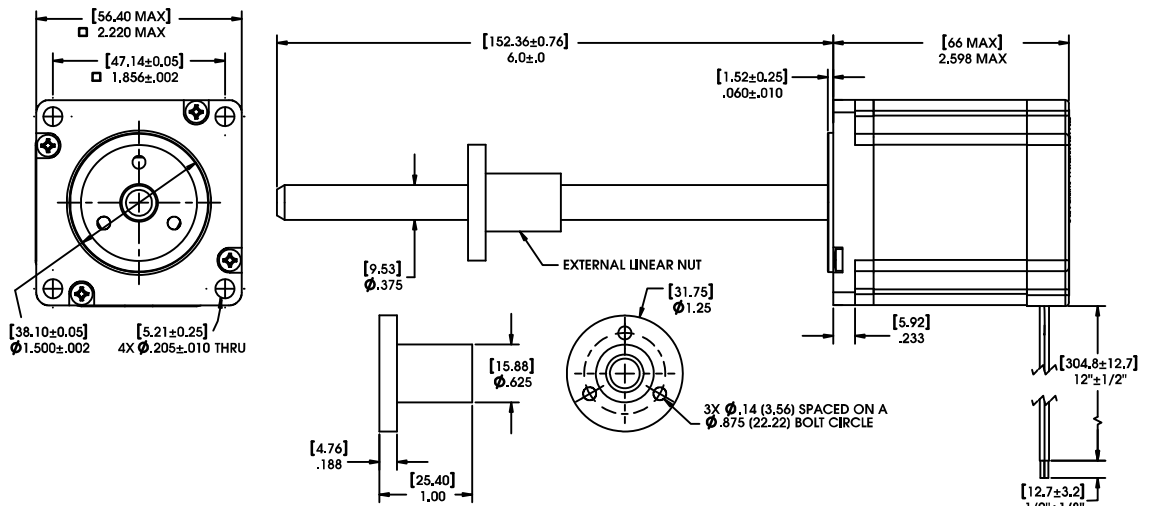 [56.40 MAX]
□ 2.220 MAX
[47.14±0.05]
□ 1.856±.002
[152.36±0.76]
6.0±.0
[66 MAX]
2.598 MAX
[1.52±0.25]
.060±.010
[9.53]
Ø.375
EXTERNAL LINEAR NUT
[38.10±0.05]
Ø1.500±.002
[5.21±0.25]
4X Ø.205±.010 THRU
[31.75]
Ø1.25
[5.92]
.233
[15.88]
Ø.625
[304.8±12.7]
12"±1/2"
3X Ø.14 (3,56) SPACED ON A
Ø.875 (22.22) BOLT CIRCLE
[4.76]
.188
[25.40]
1.00
[12.7±3.2]
1/2"±1/8"